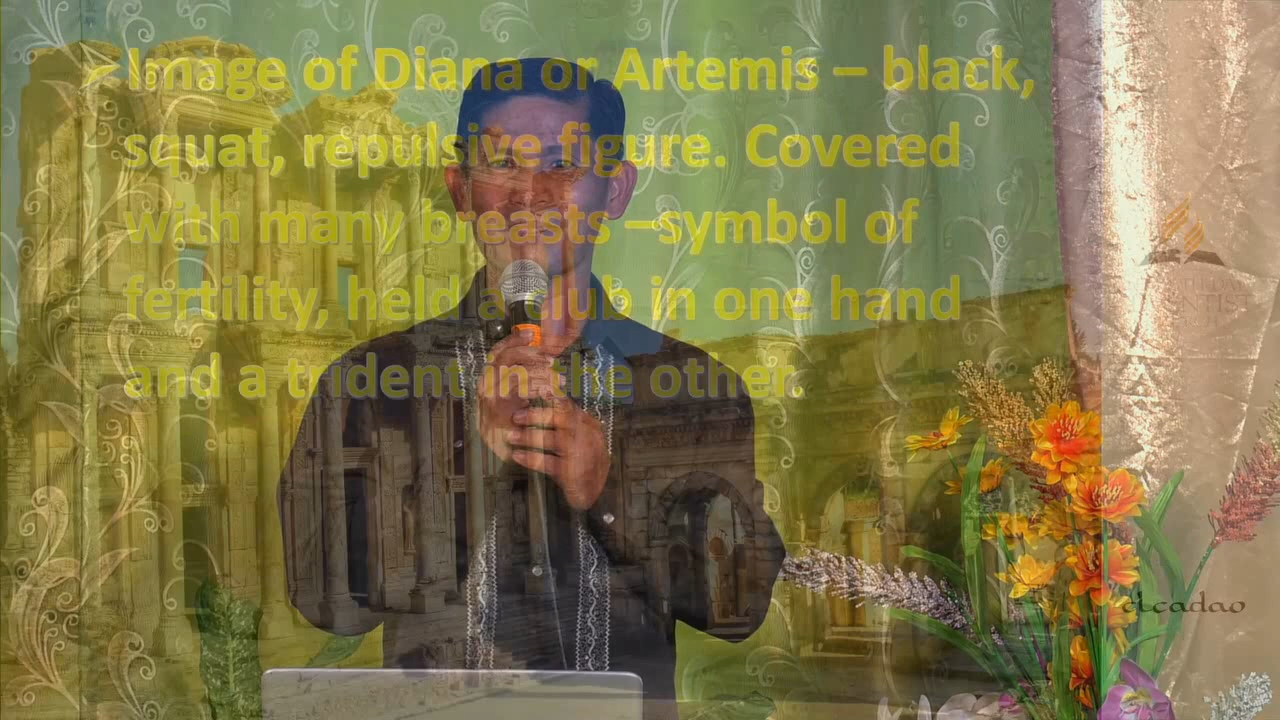 Image of Diana or Artemis – black,
squat, repulsive figure. Covered
with many breasts –symbol of
fertility, held a club in one hand
and a trident in the other.
cicadao